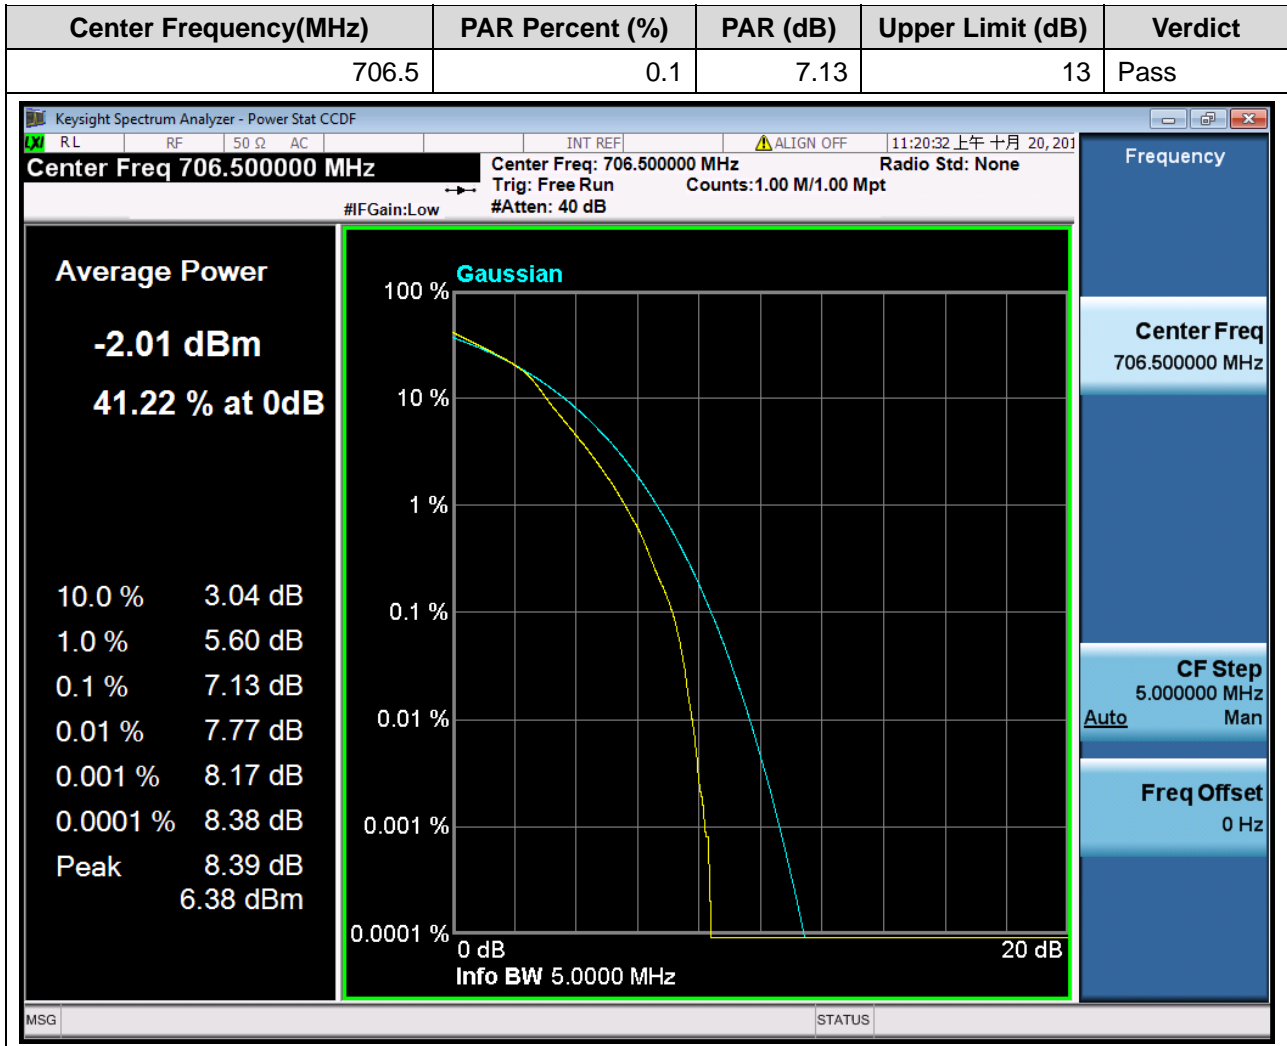 Center Frequency(MHz) PAR Percent (%) PAR (dB) Upper Limit (dB) Verdict
706.5 0.1 7.13 13 Pass
Keysight Spectrum Analyzer - Power Stat CCDF
LXI RL RF 50 Ω AC INT REF ALIGN OFF 11:20:32 上午 十月 20, 201
Center Freq 706.500000 MHz
Center Freq: 706.500000 MHz Radio Std: None
Trig: Free Run Counts:1.00 M/1.00 Mpt
#IFGain:Low #Atten: 40 dB
Average Power
-2.01 dBm
41.22 % at 0dB
10.0 % 3.04 dB
1.0 % 5.60 dB
0.1 % 7.13 dB
0.01 % 7.77 dB
0.001 % 8.17 dB
0.0001 % 8.38 dB
Peak 8.39 dB
6.38 dBm
Gaussian
100 %
10 %
1 %
0.1 %
0.01 %
0.001 %
0.0001 %
0 dB 20 dB
Info BW 5.0000 MHz
Frequency
Center Freq
706.500000 MHz
CF Step
5.000000 MHz
Auto Man
Freq Offset
0 Hz
MSG STATUS